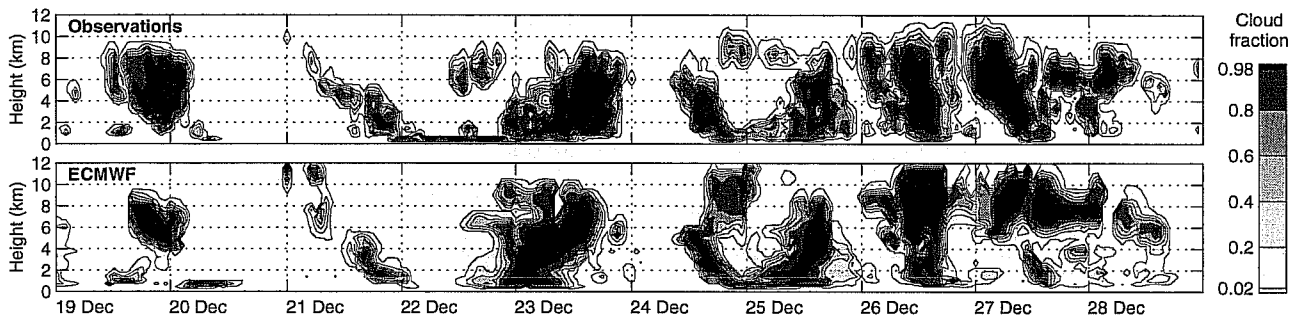 Observations
Height (km)
12
10
8
6
4
2
0
ECMWF
Height (km)
12
10
8
6
4
2
0
19 Dec 20 Dec 21 Dec 22 Dec 23 Dec 24 Dec 25 Dec 26 Dec 27 Dec 28 Dec
Cloud
fraction
0.98
0.8
0.6
0.4
0.2
0.02